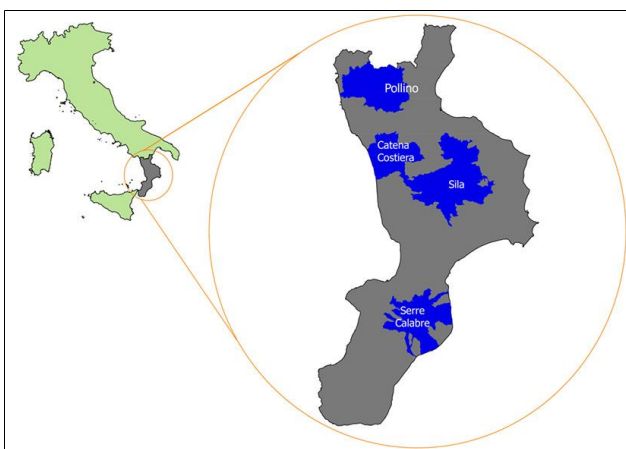 Pollino
Catena
Costiera
Sila
Serre
Calabre